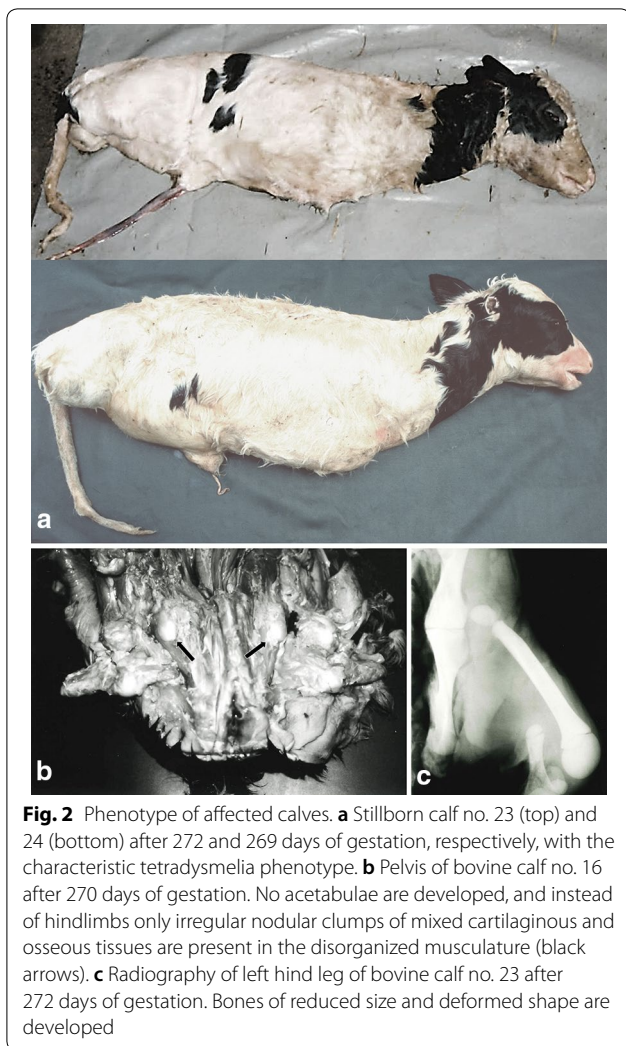 a
b
c
Fig. 2 Phenotype of affected calves. a Stillborn calf no. 23 (top) and
24 (bottom) after 272 and 269 days of gestation, respectively, with the
characteristic tetradysmelia phenotype. b Pelvis of bovine calf no. 16
after 270 days of gestation. No acetabulae are developed, and instead
of hindlimbs only irregular nodular clumps of mixed cartilaginous and
osseous tissues are present in the disorganized musculature (black
arrows). c Radiography of left hind leg of bovine calf no. 23 after
272 days of gestation. Bones of reduced size and deformed shape are
developed